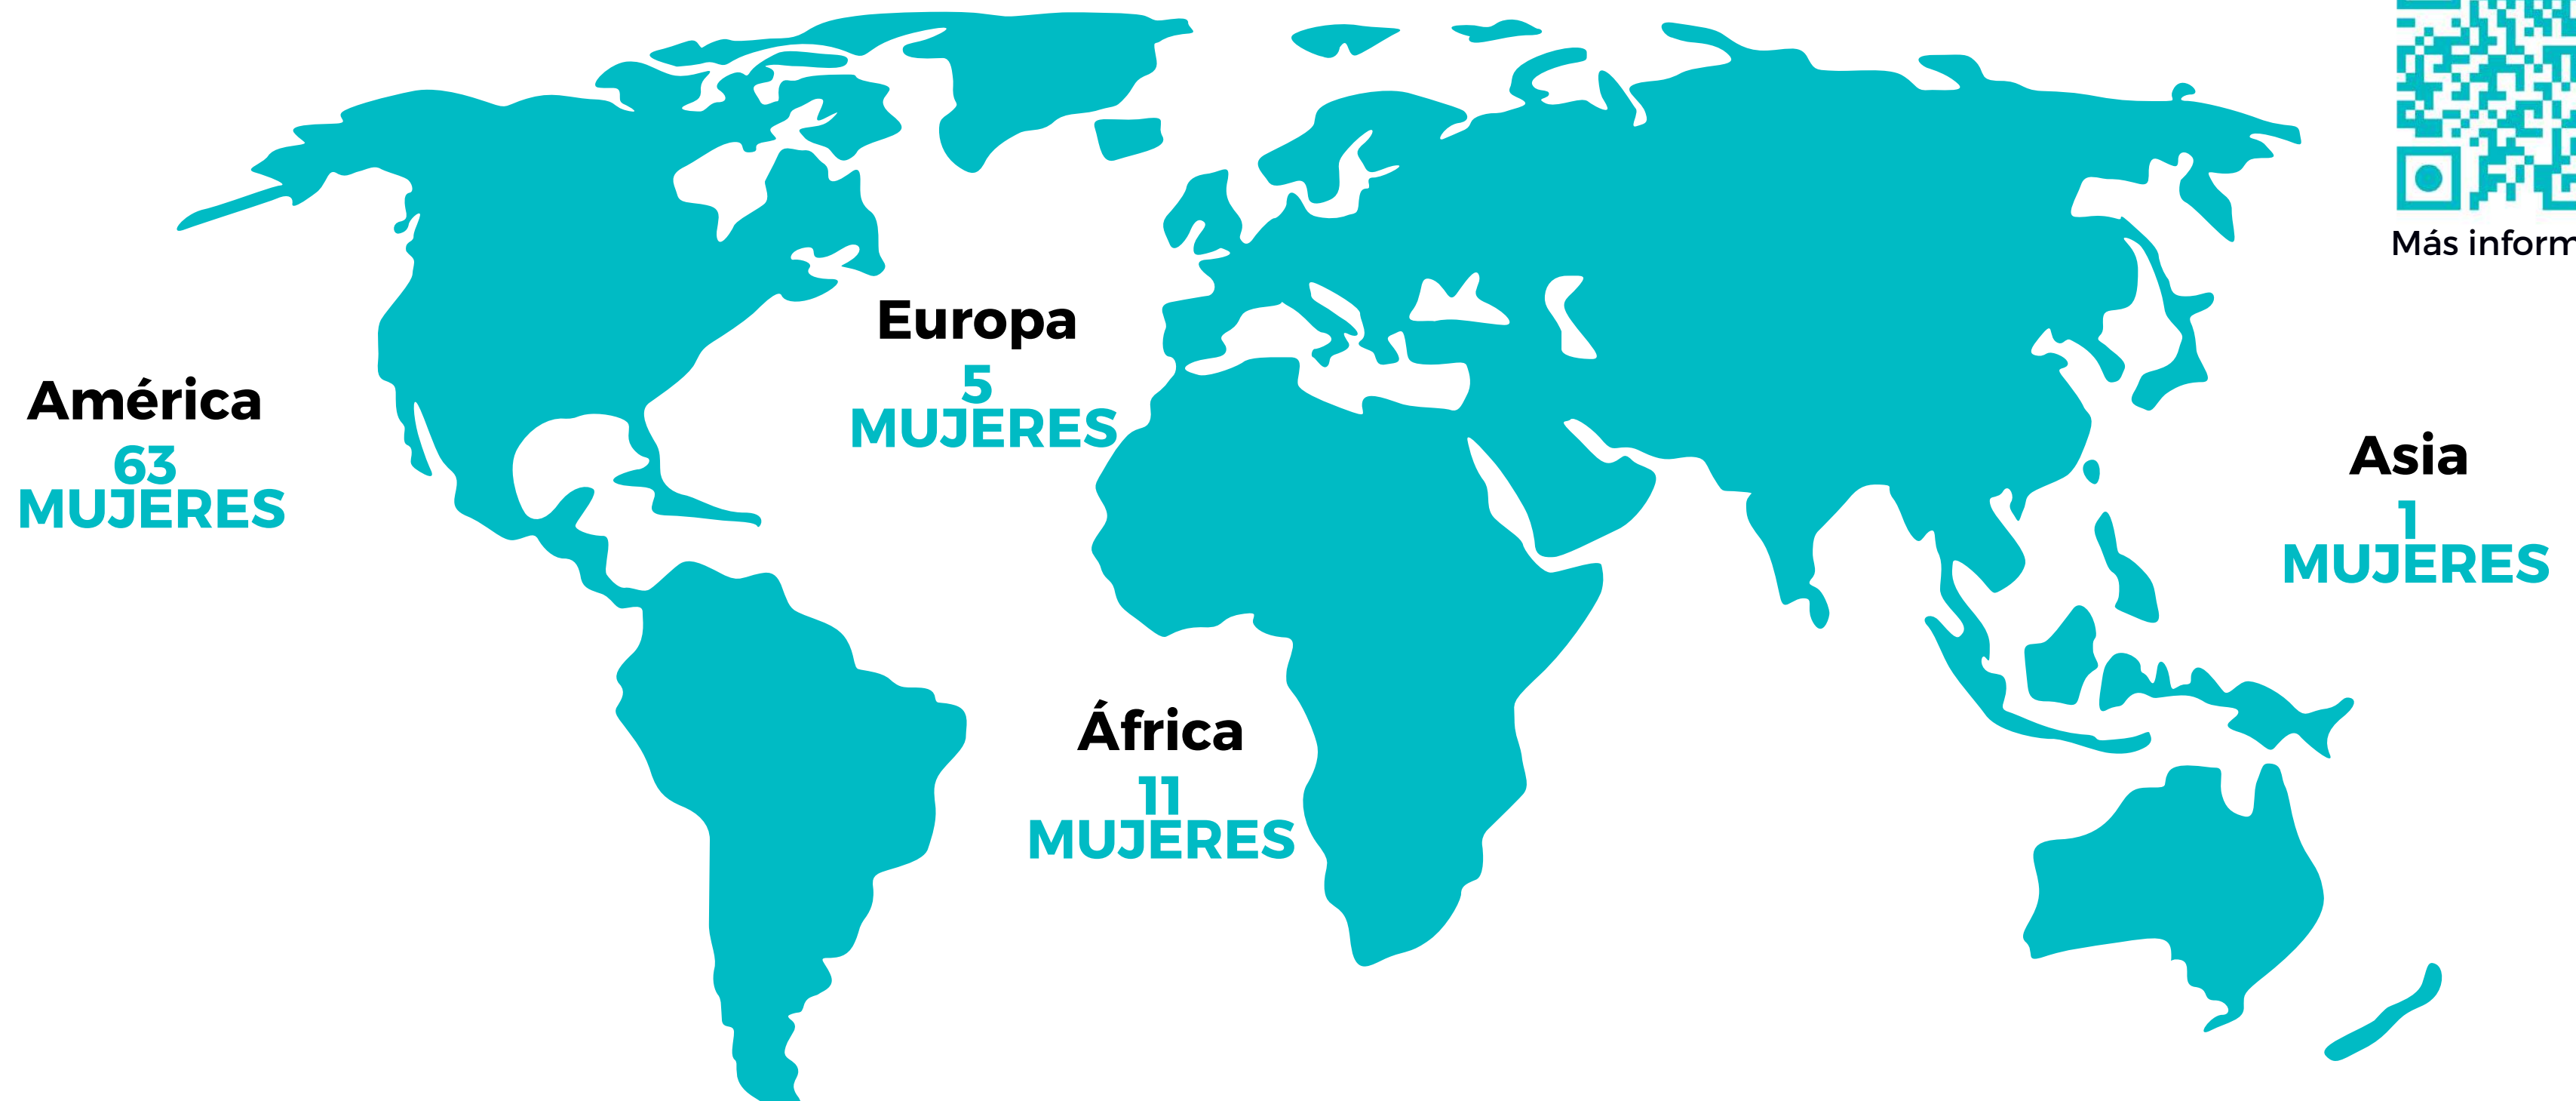 Más inform
Europa
5
MUJERES
América
63
MUJERES
Asia
1
MUJERES
África
11
MUJERES